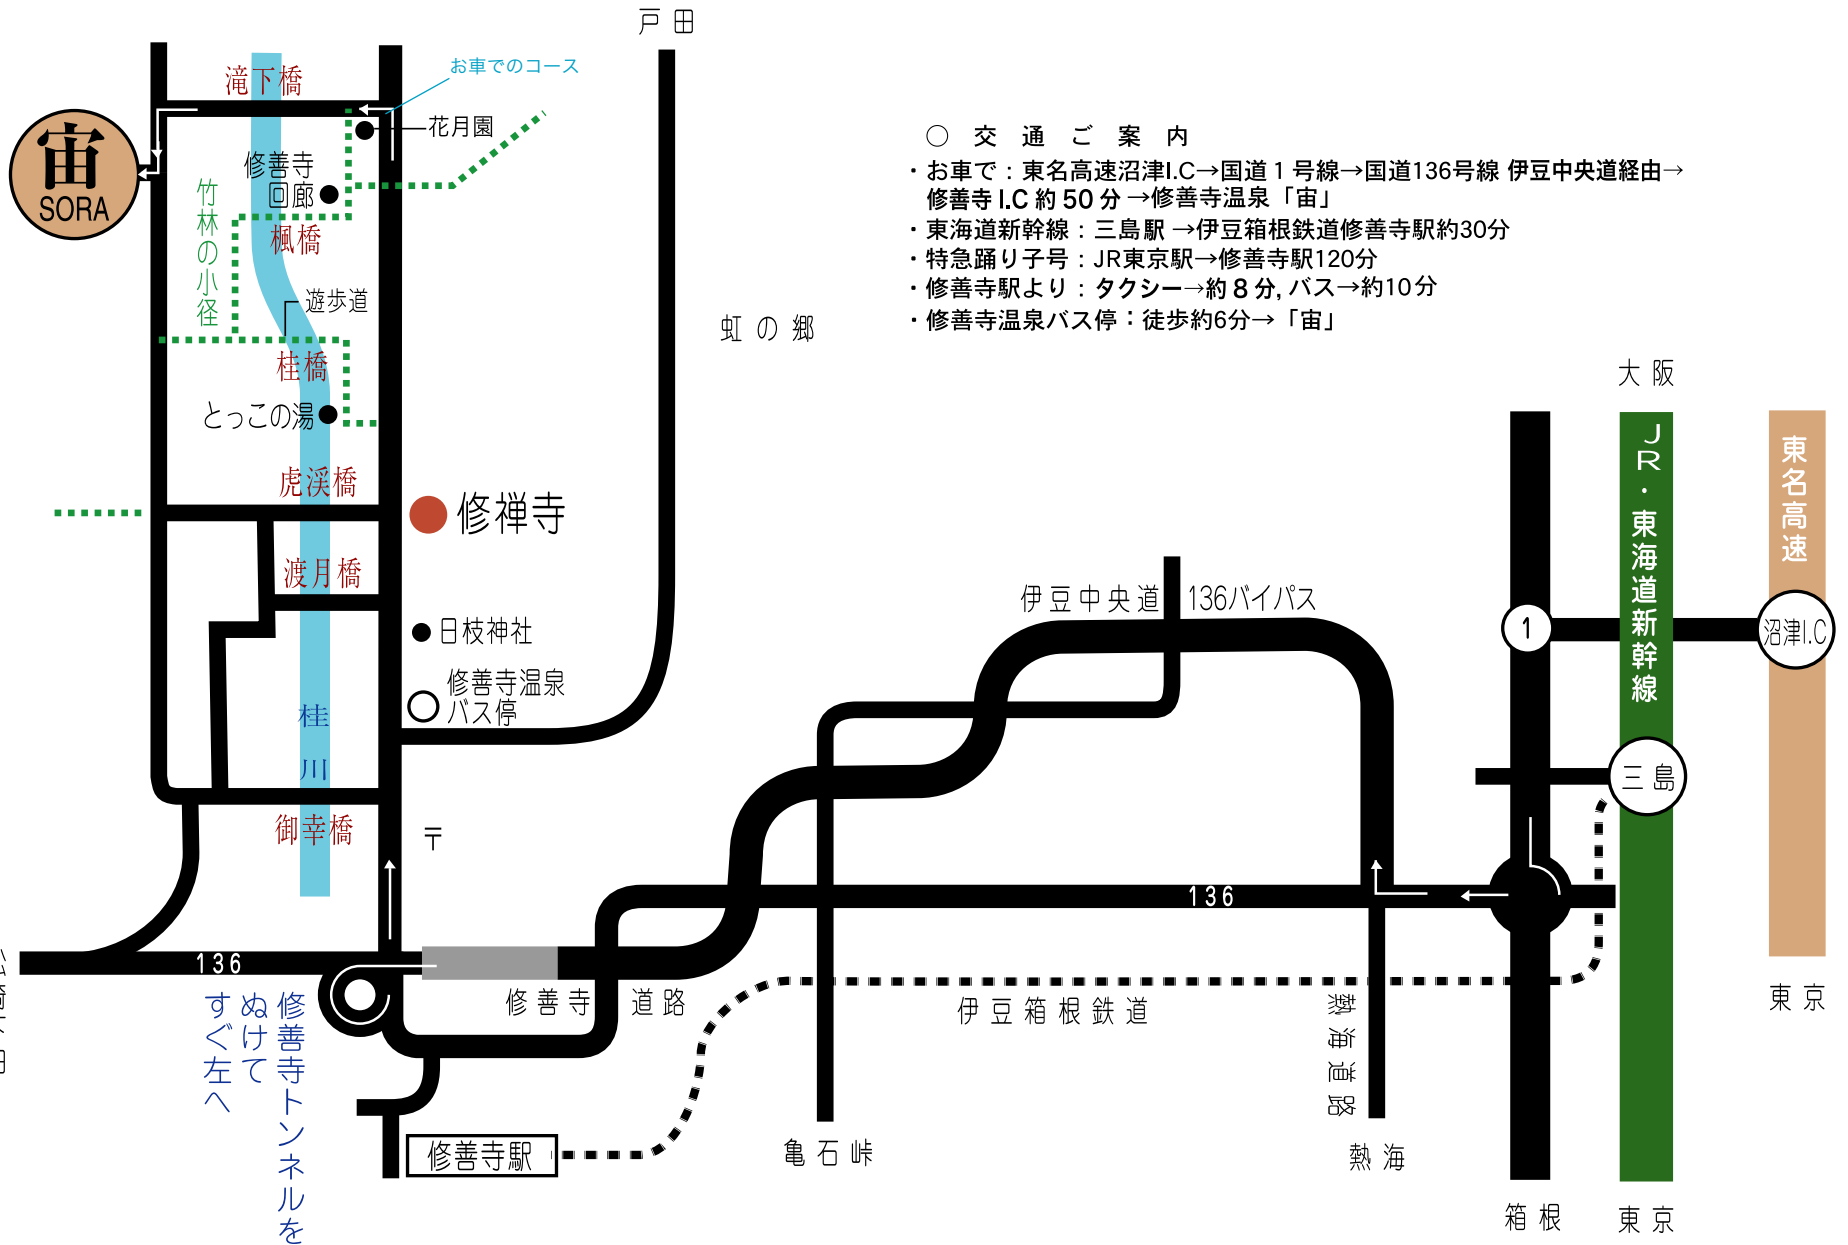 戸田
お車でのコース
滝下橋
花月園
宙
SORA
修善寺
回廊
竹林の小径
楓橋
遊歩道
桂橋
とっこの湯
虎渓橋
修禅寺
渡月橋
日枝神社
修善寺温泉
バス停
桂川
御幸橋
〒
虹の郷
○ 交通ご案内
・お車で：東名高速沼津I.C→国道１号線→国道136号線 伊豆中央道経由→
修善寺 I.C 約 50 分 →修善寺温泉「宙」
・東海道新幹線：三島駅 →伊豆箱根鉄道修善寺駅約30分
・特急踊り子号：JR東京駅→修善寺駅120分
・修善寺駅より：タクシー→約 8 分, バス→約10分
・修善寺温泉バス停：徒歩約6分→「宙」
大阪
JR・東海道新幹線
東名高速
伊豆中央道
136バイパス
1
沼津I.C
三島
136
136
修善寺
道路
伊豆箱根鉄道
熱海道路
東京
修善寺トンネルを
ぬけて
すぐ左へ
修善寺駅
亀石峠
熱海
箱根
東京